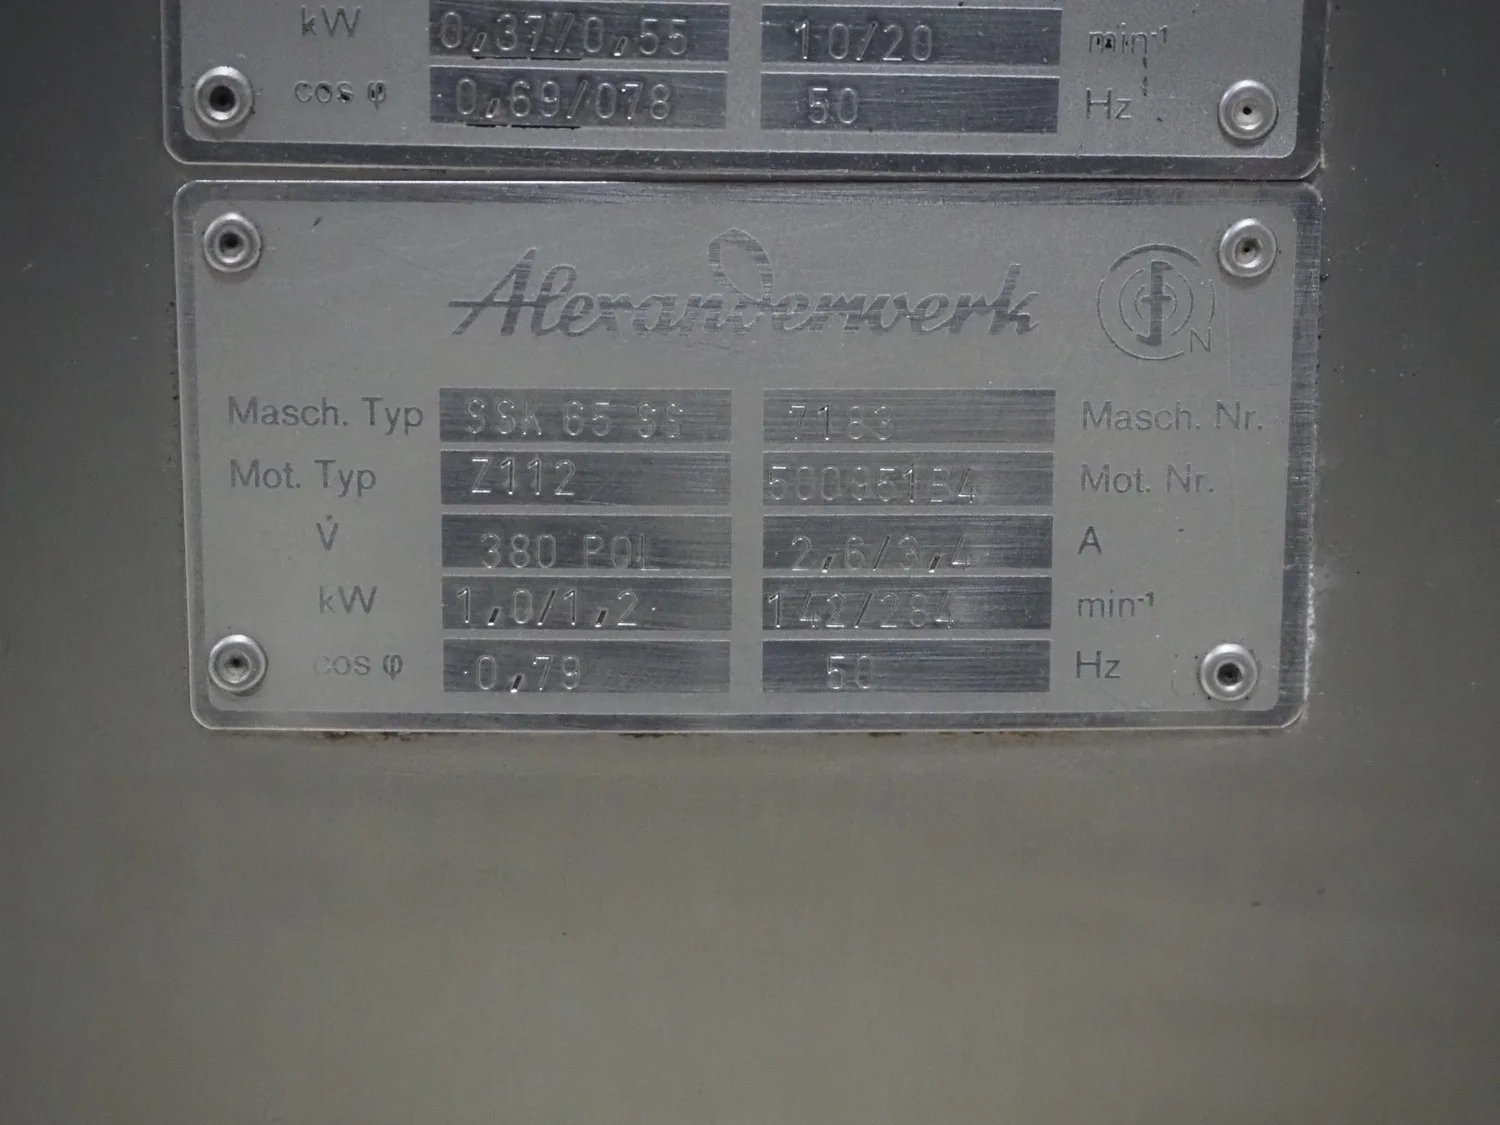 kW 0,37/0,55 10/20 min-1
cos φ 0,69/078 50 Hz
Alexanderwerk
N
Masch. Typ SSK 65 SS 7183 Masch. Nr.
Mot. Typ Z112 Mot. Nr.
V 380 POL 2,6/3,4 A
kW 1,0/1,2 142/284 min-1
cos φ 0,79 50 Hz